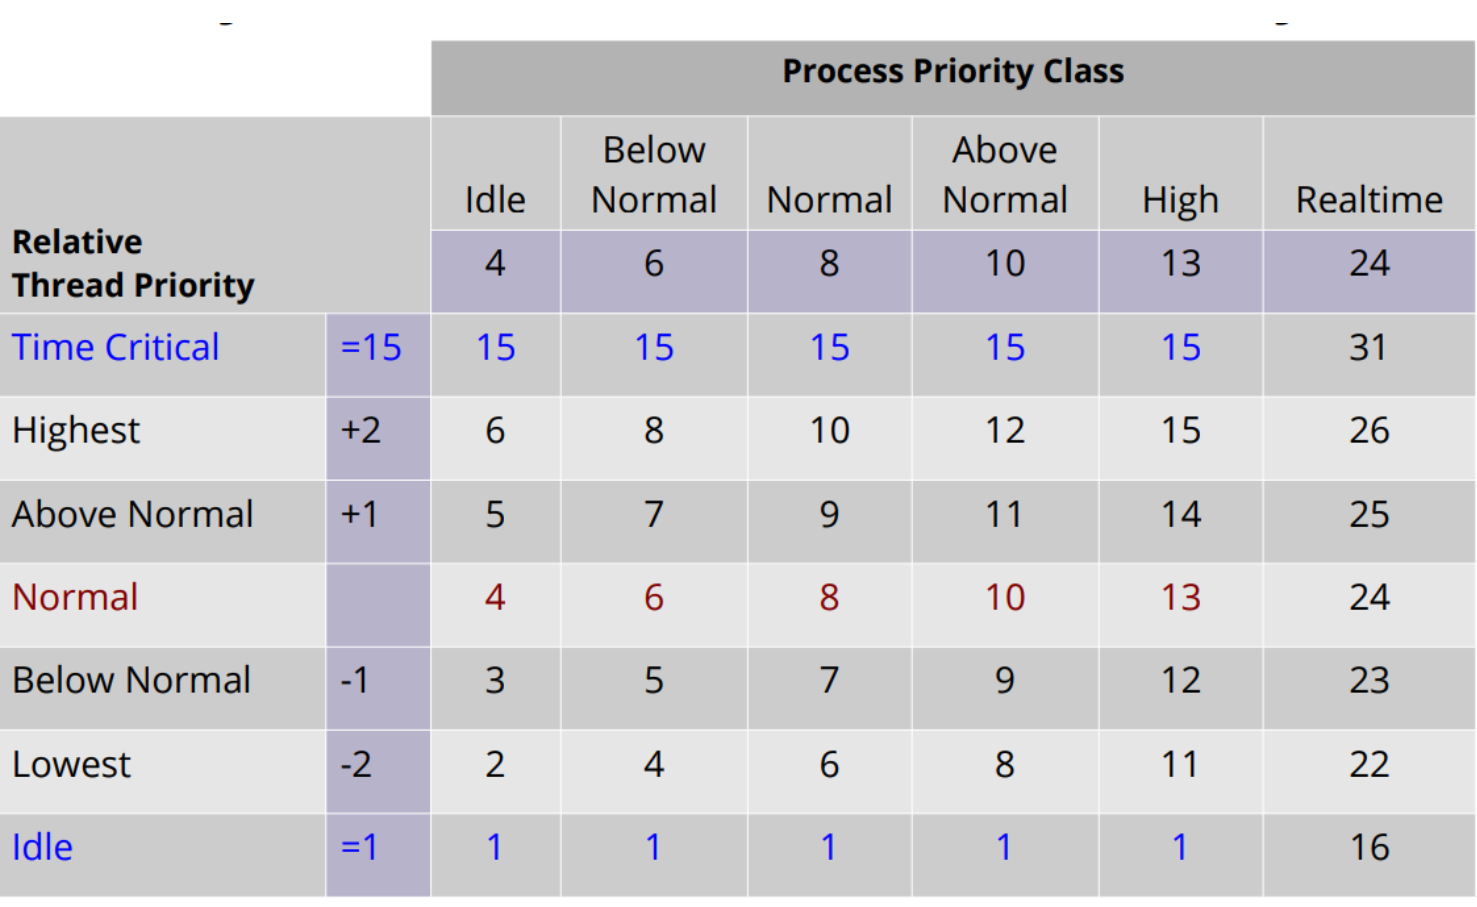 Process Priority Class
Relative
Thread Priority
Idle Below Normal Normal Above Normal High Realtime
4 6 8 10 13 24
Time Critical =15 15 15 15 15 15 31
Highest +2 6 8 10 12 15 26
Above Normal +1 5 7 9 11 14 25
Normal 4 6 8 10 13 24
Below Normal -1 3 5 7 9 12 23
Lowest -2 2 4 6 8 11 22
Idle =1 1 1 1 1 1 16